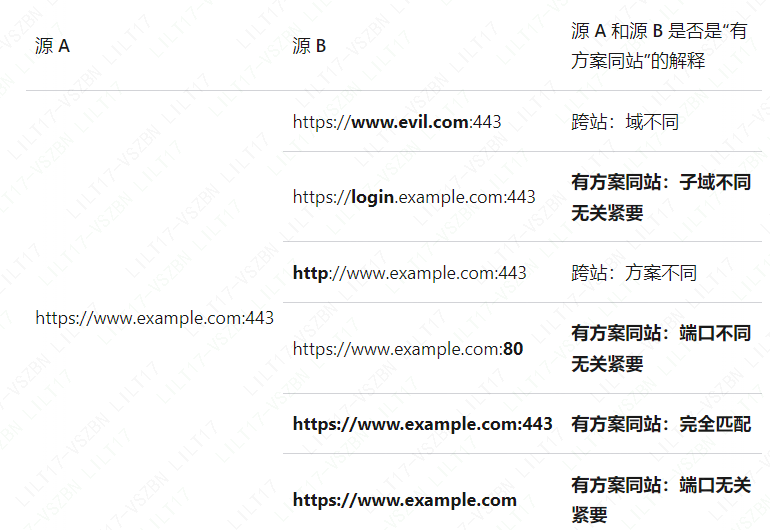 源 A
源 B
源 A 和源 B 是否是“有
方案同站”的解释
https://www.evil.com:443
跨站：域不同
https://login.example.com:443
有方案同站：子域不同
无关紧要
http://www.example.com:443
跨站：方案不同
https://www.example.com:443
https://www.example.com:80
有方案同站：端口不同
无关紧要
https://www.example.com:443
有方案同站：完全匹配
https://www.example.com
有方案同站：端口无关
紧要